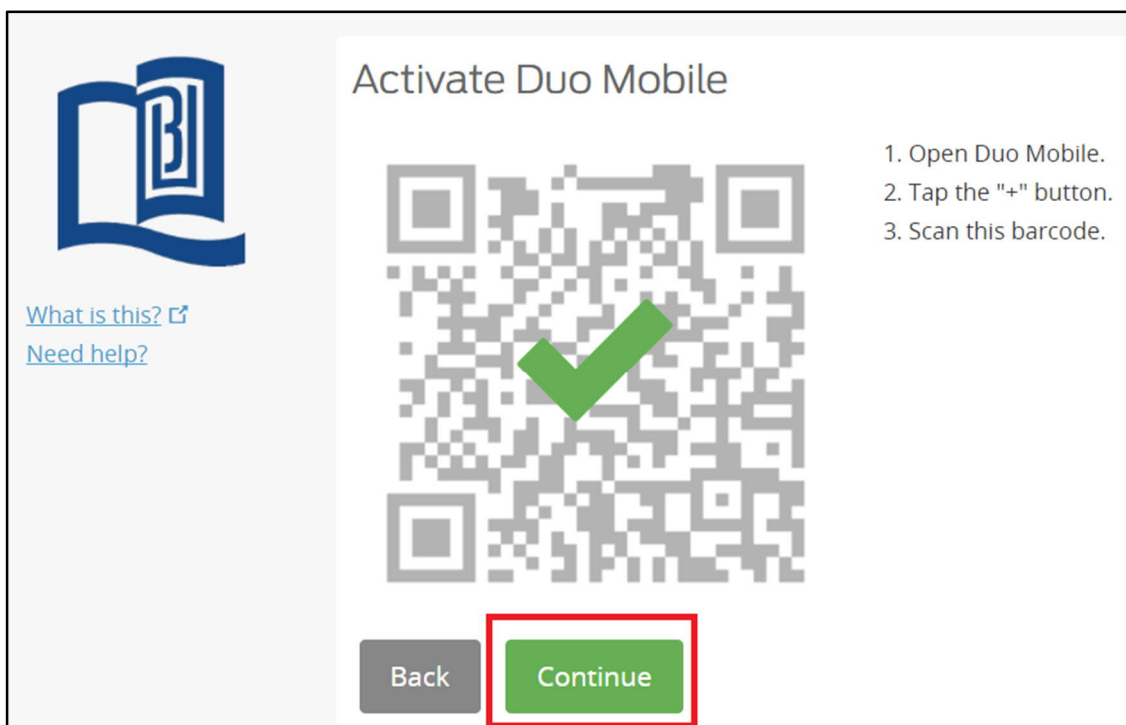 Activate Duo Mobile
1. Open Duo Mobile.
2. Tap the "+" button.
3. Scan this barcode.
What is this?
Need help?
Back
Continue